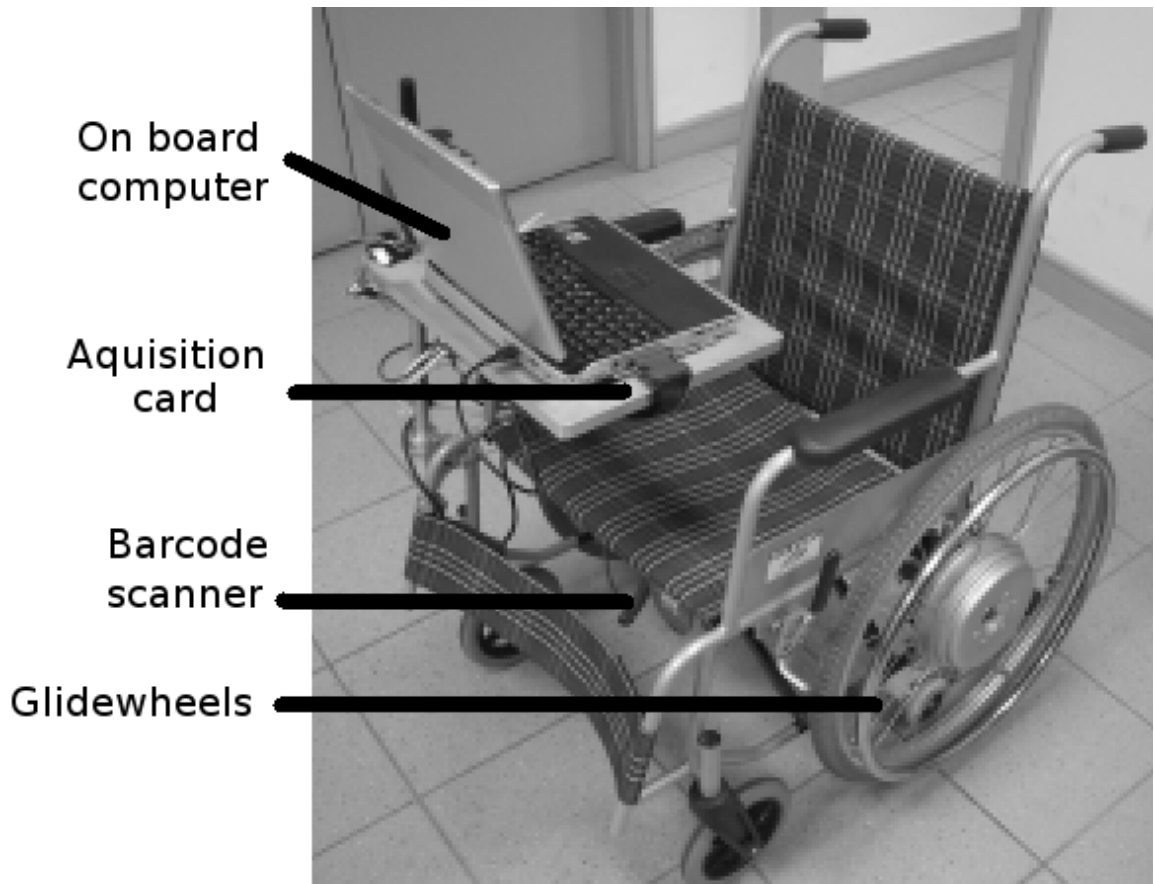 On board
computer
Aquisition
card
Barcode
scanner
Glidewheels